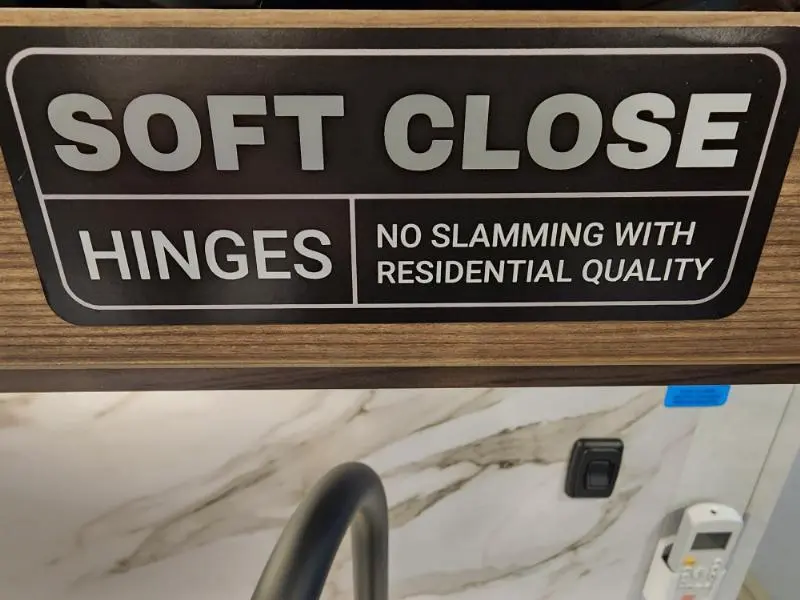 SOFT CLOSE
HINGES
NO SLAMMING WITH
RESIDENTIAL QUALITY